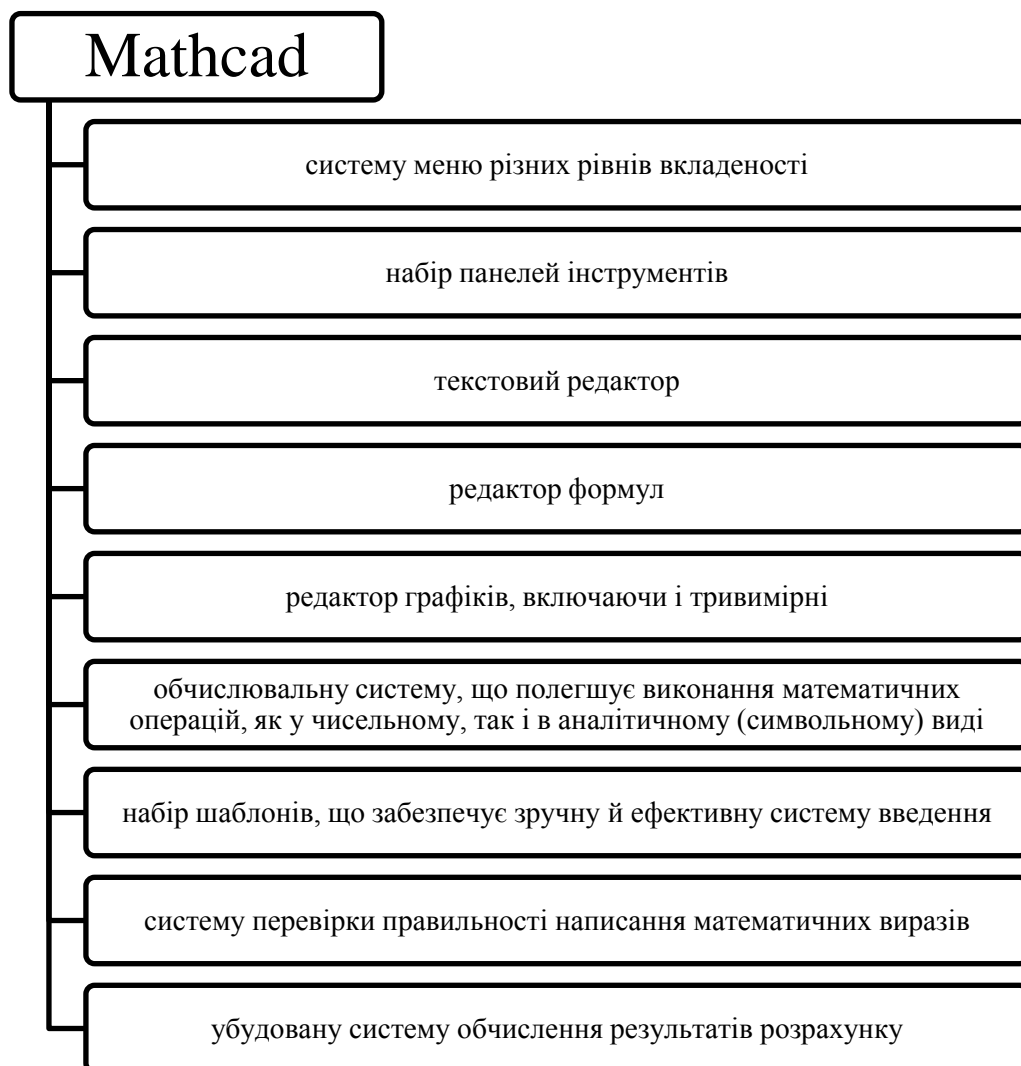 Mathcad
систему меню різних рівнів вкладеності
набір панелей інструментів
текстовий редактор
редактор формул
редактор графіків, включаючи і тривимірні
обчислювальну систему, що полегшує виконання математичних
операцій, як у чисельному, так і в аналітичному (символьному) виді
набір шаблонів, що забезпечує зручну й ефективну систему введення
систему перевірки правильності написання математичних виразів
убудовану систему обчислення результатів розрахунку